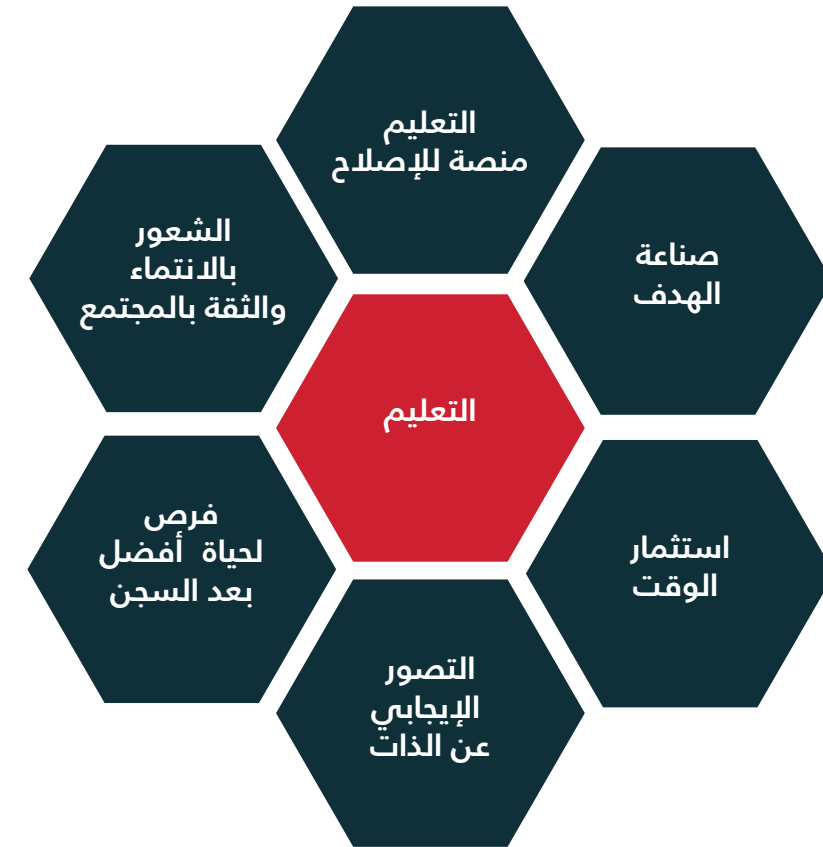 التعليم
منصة للإصلاح
صناعة
الهدف
الشعور
بالانتماء
والثقة بالمجتمع
التعليم
استثمار
الوقت
فرص
لحياة أفضل
بعد السجن
التصور
الإيجابي
عن الذات